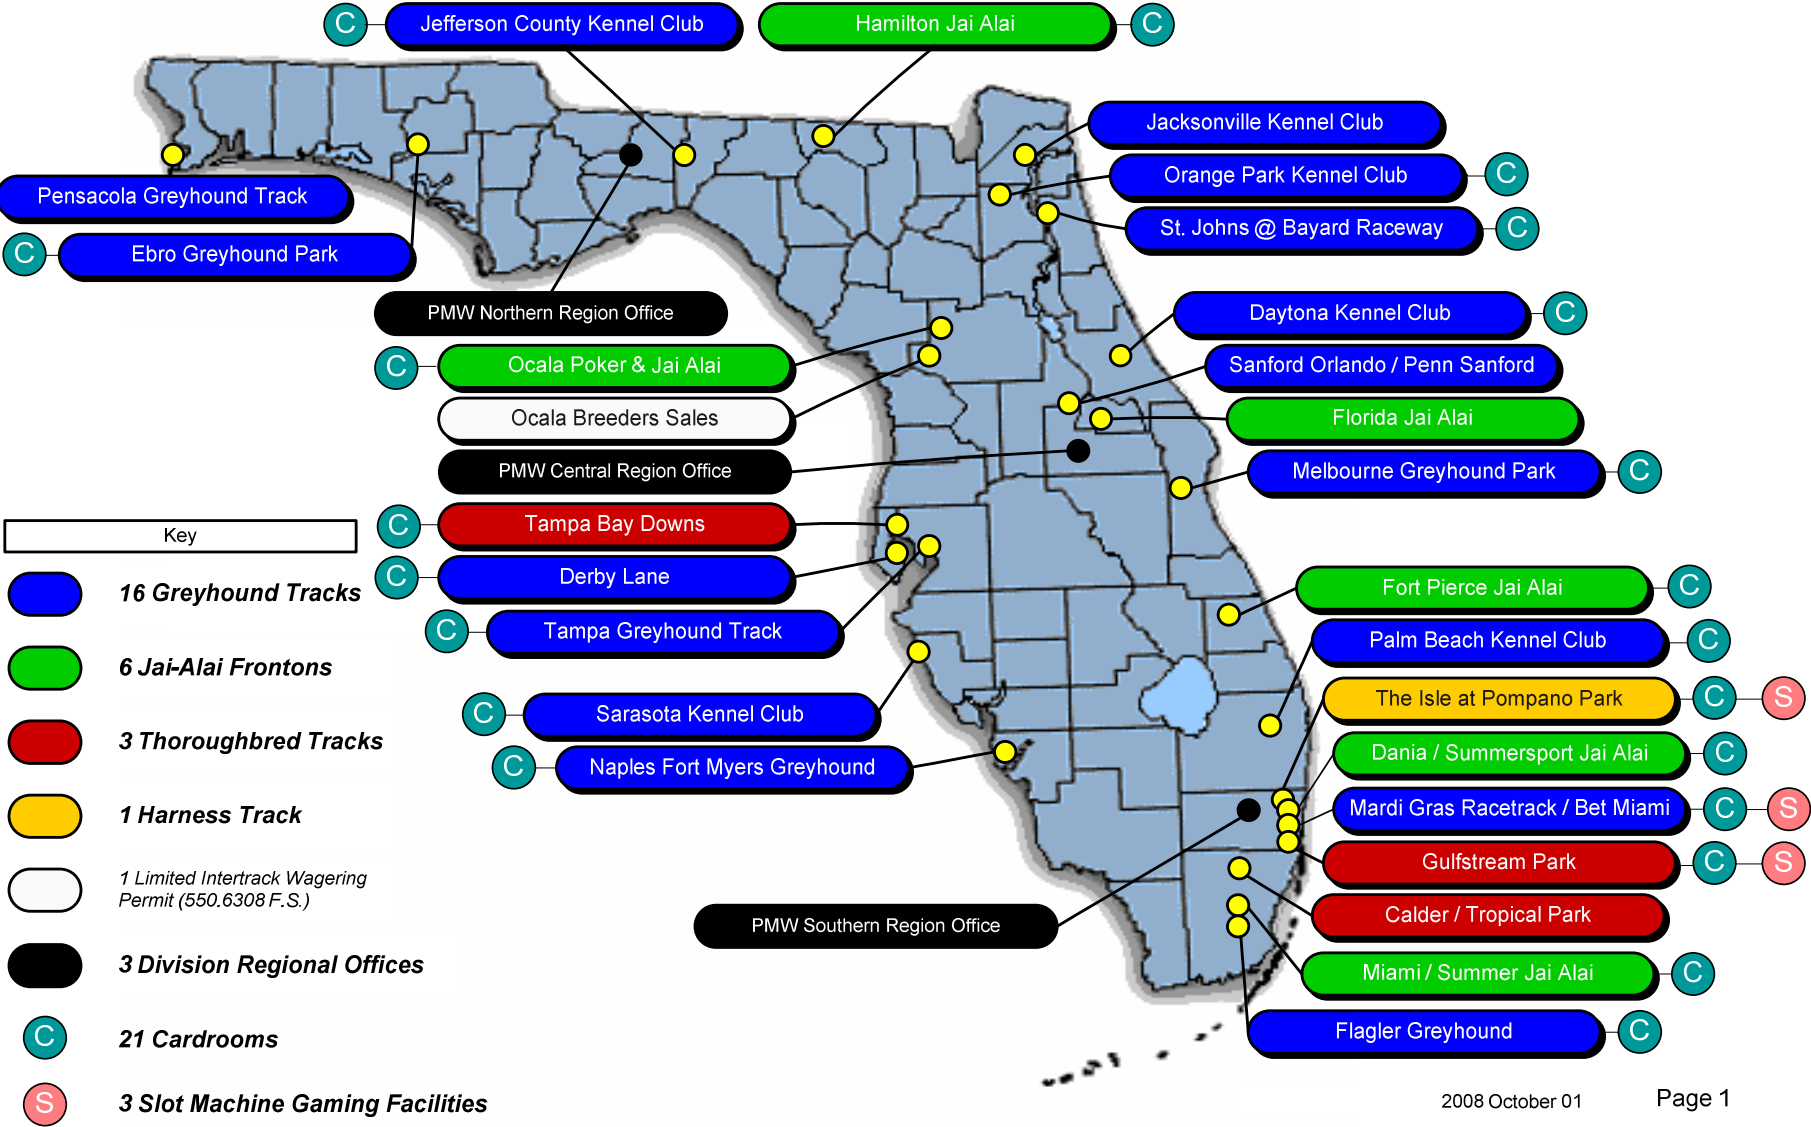 C Jefferson County Kennel Club
Hamilton Jai Alai C
Jacksonville Kennel Club
Orange Park Kennel Club C
St. Johns @ Bayard Raceway C
Pensacola Greyhound Track
C Ebro Greyhound Park
PMW Northern Region Office
Daytona Kennel Club C
C Ocala Poker & Jai Alai
Sanford Orlando / Penn Sanford
Ocala Breeders Sales
Florida Jai Alai
PMW Central Region Office
Melbourne Greyhound Park C
C Tampa Bay Downs
C Derby Lane
C Tampa Greyhound Track
Fort Pierce Jai Alai C
Palm Beach Kennel Club C
C Sarasota Kennel Club
The Isle at Pompano Park C S
C Naples Fort Myers Greyhound
Dania / Summersport Jai Alai C
Mardi Gras Racetrack / Bet Miami C S
Gulfstream Park C S
Calder / Tropical Park
PMW Southern Region Office
Miami / Summer Jai Alai C
Flagler Greyhound C
Key
16 Greyhound Tracks
6 Jai-Alai Frontons
3 Thoroughbred Tracks
1 Harness Track
1 Limited Intertrack Wagering
Permit (550.6308 F.S.)
3 Division Regional Offices
C 21 Cardrooms
S 3 Slot Machine Gaming Facilities
2008 October 01
Page 1